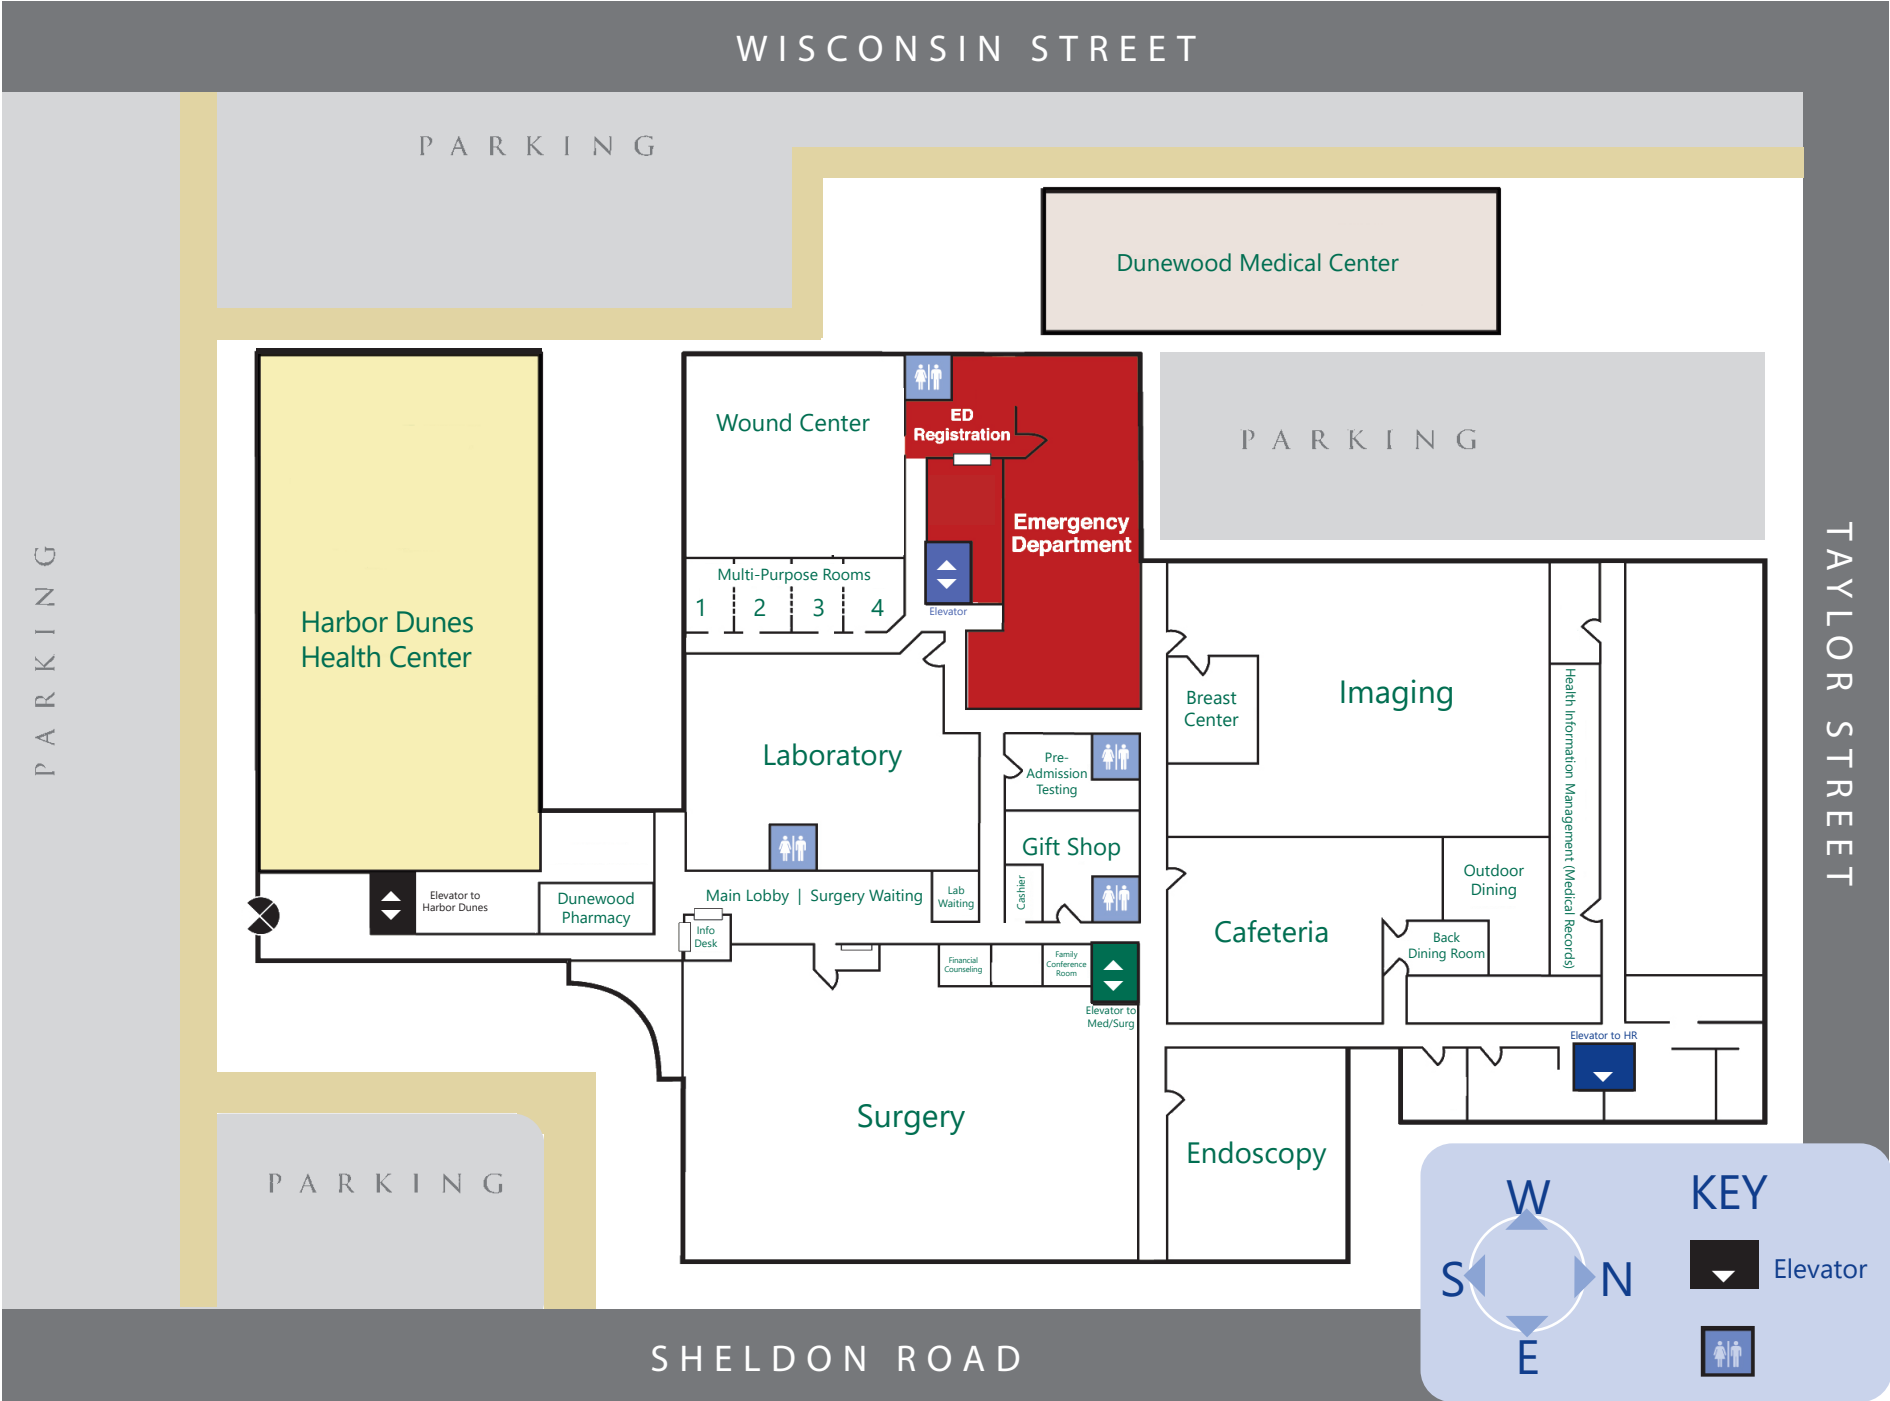 WISCONSIN STREET
PARKING
Dunewood Medical Center
Wound Center
ED
Registration
PARKING
Emergency
Department
Multi-Purpose Rooms
1 2 3 4
Elevator
Harbor Dunes
Health Center
PARKING
TAYLOR STREET
Breast
Center
Imaging
Health Information Management (Medical Records)
Laboratory
Pre-
Admission
Testing
Gift Shop
Cashier
Outdoor
Dining
Elevator to
Harbor Dunes
Dunewood
Pharmacy
Main Lobby | Surgery Waiting
Lab
Waiting
Info
Desk
Cafeteria
Back
Dining Room
Financial
Counseling
Family
Conference
Room
Elevator to
Med/Surg
Elevator to HR
Surgery
Endoscopy
PARKING
W
S
N
E
KEY
Elevator
SHELDON ROAD